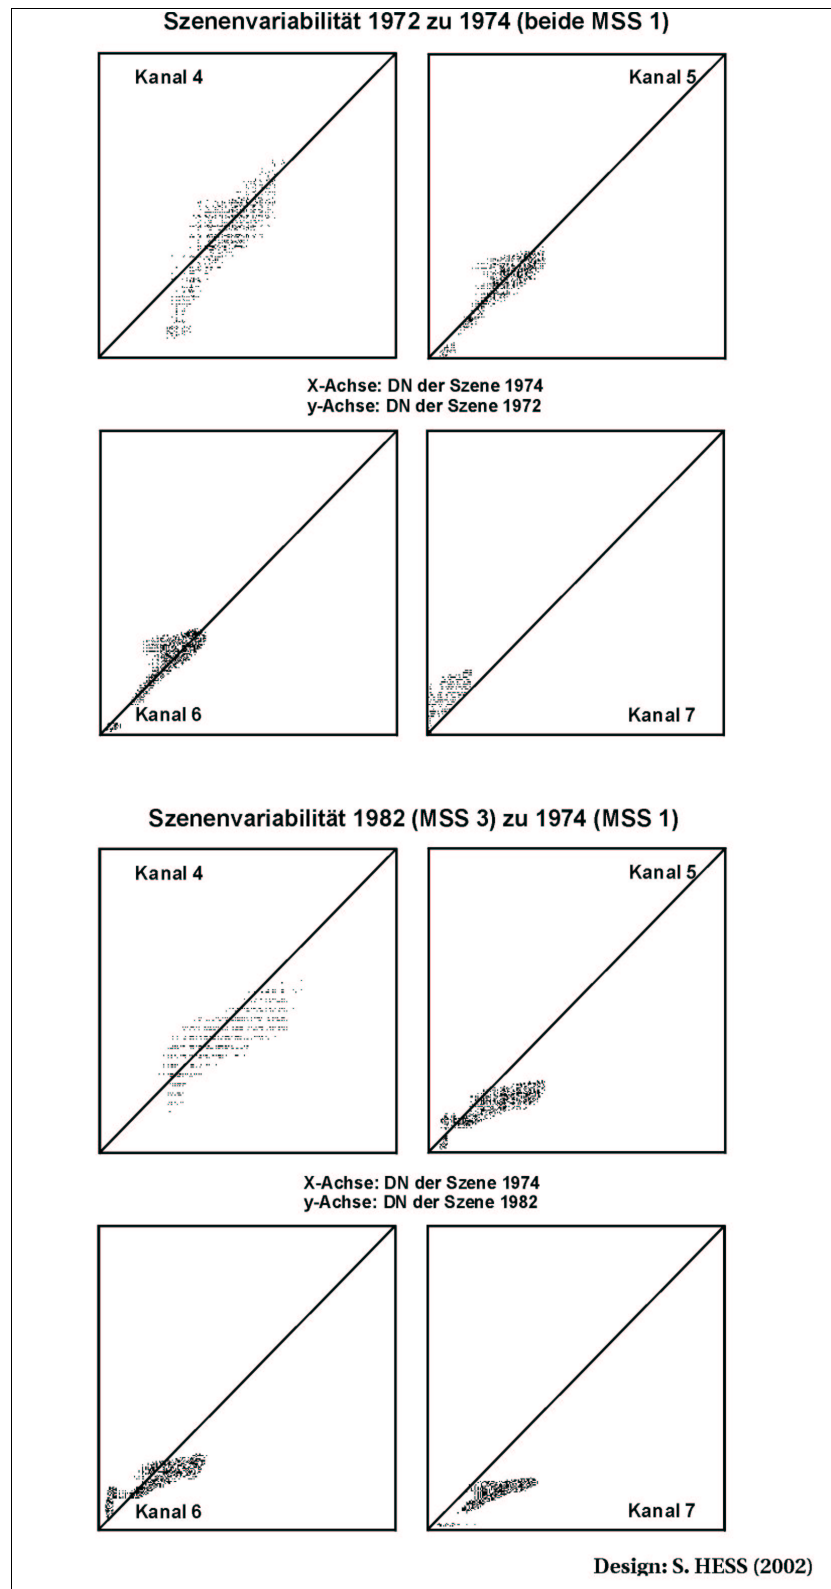 Szenenvariabilität 1972 zu 1974 (beide MSS 1)
Kanal 4
Kanal 5
X-Achse: DN der Szene 1974
y-Achse: DN der Szene 1972
Kanal 6
Kanal 7
Szenenvariabilität 1982 (MSS 3) zu 1974 (MSS 1)
Kanal 4
Kanal 5
X-Achse: DN der Szene 1974
y-Achse: DN der Szene 1982
Kanal 6
Kanal 7
Design: S. HESS (2002)